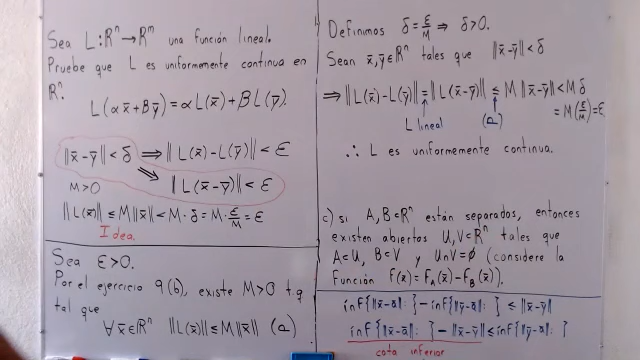 Sea L:Rⁿ→Rᵐ una función lineal.
Pruebe que L es uniformemente continua en
Rⁿ.
L(αx̄+Bȳ)=αL(x̄)+βL(ȳ).
‖x̄-ȳ‖<δ ⟹ ‖L(x̄)-L(ȳ)‖<ε
⟹ ‖L(x̄-ȳ)‖<ε
M>0
‖L(x̄)‖≤M‖x̄‖<M·δ=M·ε/M=ε
Idea.
Sea ε>0.
Por el ejercicio 9(b), existe M>0 t.q
tal que
∀x̄∈Rⁿ ‖L(x̄)‖≤M‖x̄‖ (a)
Definimos δ=ε/M ⟹ δ>0.
Sean x̄,ȳ∈Rⁿ tales que ‖x̄-ȳ‖<δ
⟹ ‖L(x̄)-L(ȳ)‖=‖L(x̄-ȳ)‖≤M‖x̄-ȳ‖<Mδ
=M(ε/M)=ε
L lineal (a)
∴ L es uniformemente continua.
c) si A,B⊂Rⁿ están separados, entonces
existen abiertos U,V⊂Rⁿ tales que
A⊂U, B⊂V y U∩V=∅ (considere la
función f(x̄)=f_A(x̄)-f_B(x̄)).
inf{‖x̄-ā‖: }-inf{‖ȳ-ā‖: }≤‖x̄-ȳ‖
inf{‖x̄-ā‖: }-‖x̄-ȳ‖≤inf{‖ȳ-ā‖: }
cota inferior